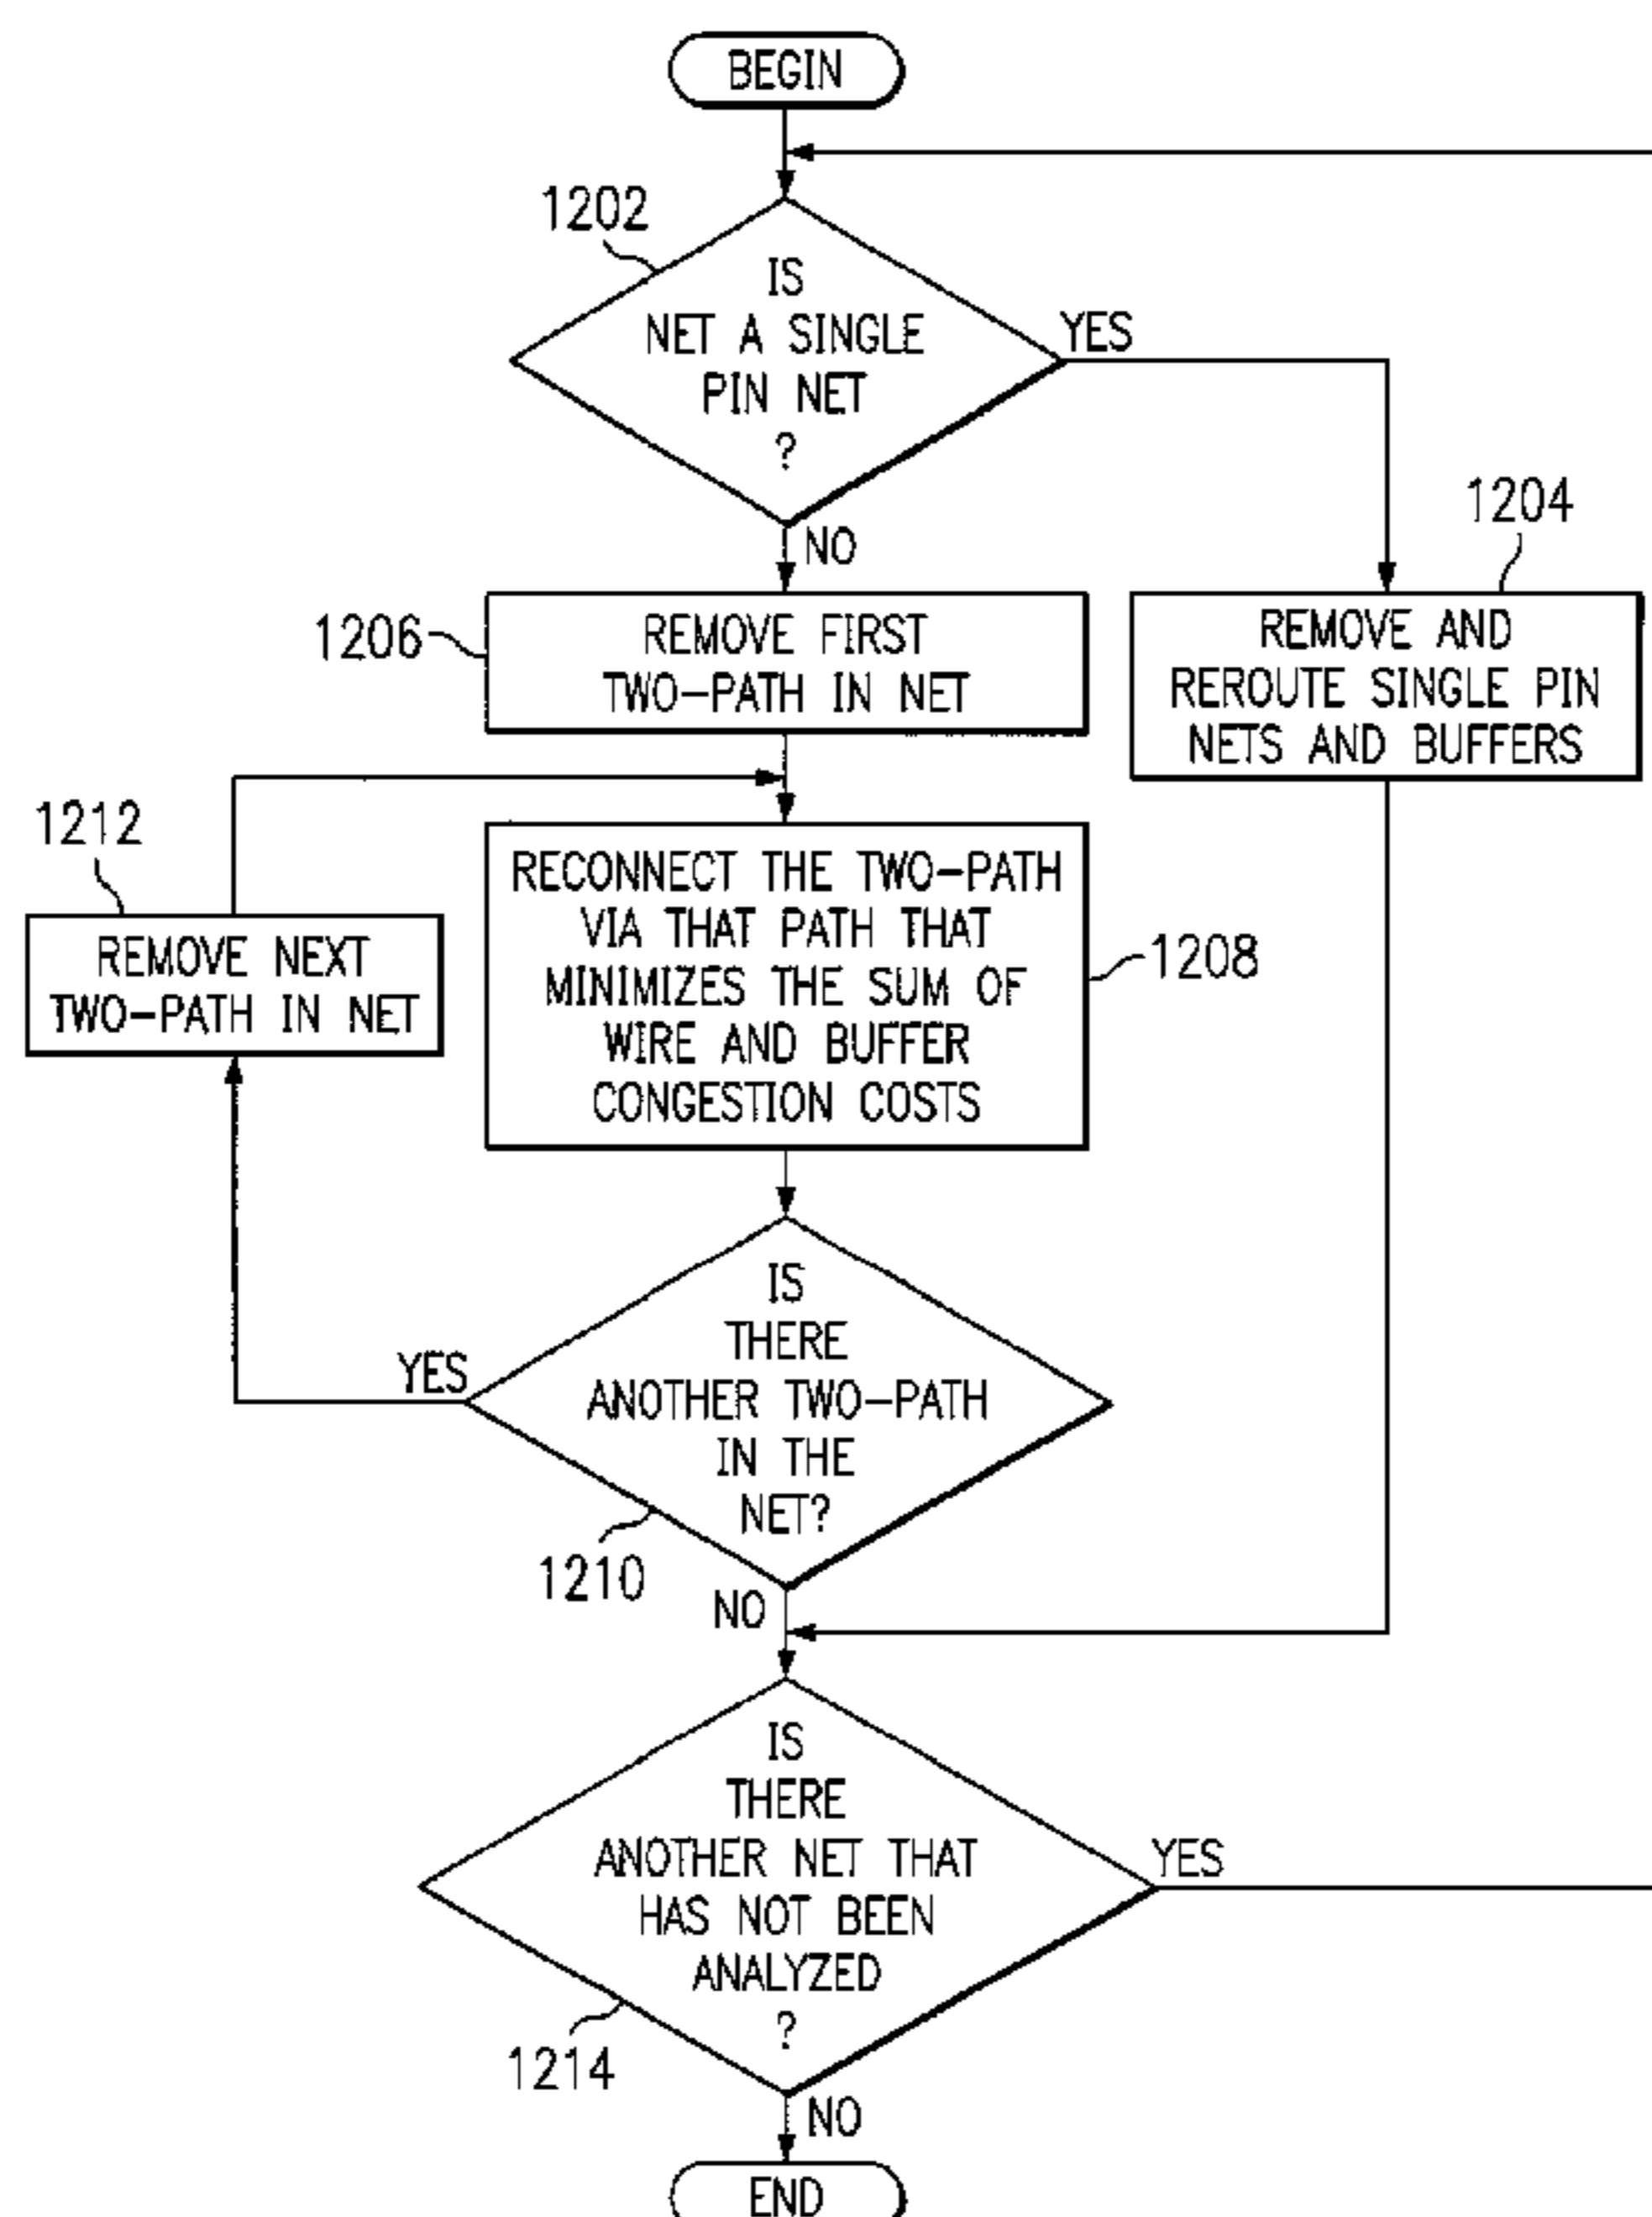 BEGIN
1202
IS
NET A SINGLE
PIN NET
?
YES
NO
1204
REMOVE AND
REROUTE SINGLE PIN
NETS AND BUFFERS
1206
REMOVE FIRST
TWO-PATH IN NET
1212
REMOVE NEXT
TWO-PATH IN NET
RECONNECT THE TWO-PATH
VIA THAT PATH THAT
MINIMIZES THE SUM OF
WIRE AND BUFFER
CONGESTION COSTS
1208
IS
THERE
ANOTHER TWO-PATH
IN THE
NET?
YES
1210
NO
IS
THERE
ANOTHER NET THAT
HAS NOT BEEN
ANALYZED
?
YES
1214
NO
END